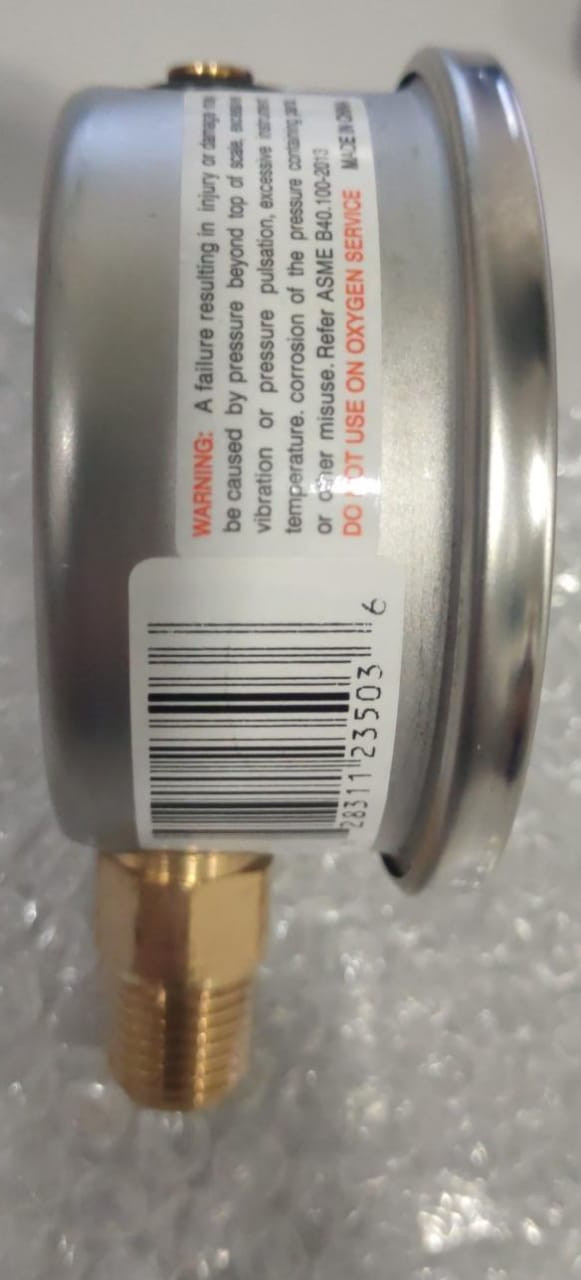 WARNING: A failure resulting in injury or damage
be caused by pressure beyond top of scale, excessive
vibration or pressure pulsation, excessive instrument
temperature. corrosion of the pressure containing
or other misuse. Refer ASME B40.100-2013
DO NOT USE ON OXYGEN SERVICE MADE IN CHINA
28311 23503 6